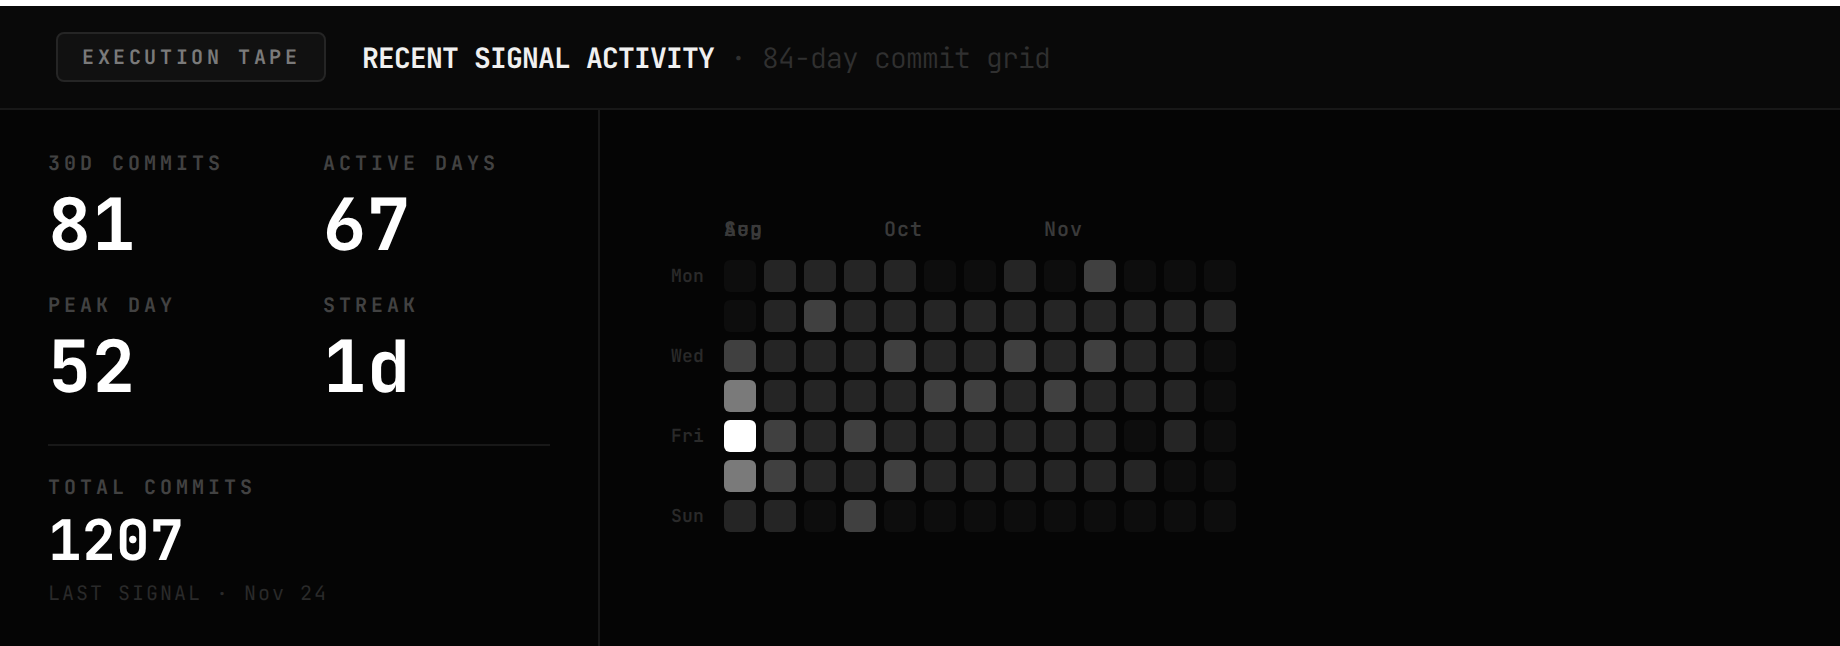 EXECUTION TAPE RECENT SIGNAL ACTIVITY · 84-day commit grid
30D COMMITS ACTIVE DAYS
81 67
PEAK DAY STREAK
52 1d
TOTAL COMMITS
1207
LAST SIGNAL · Nov 24
Oct Nov
Mon
Wed
Fri
Sun